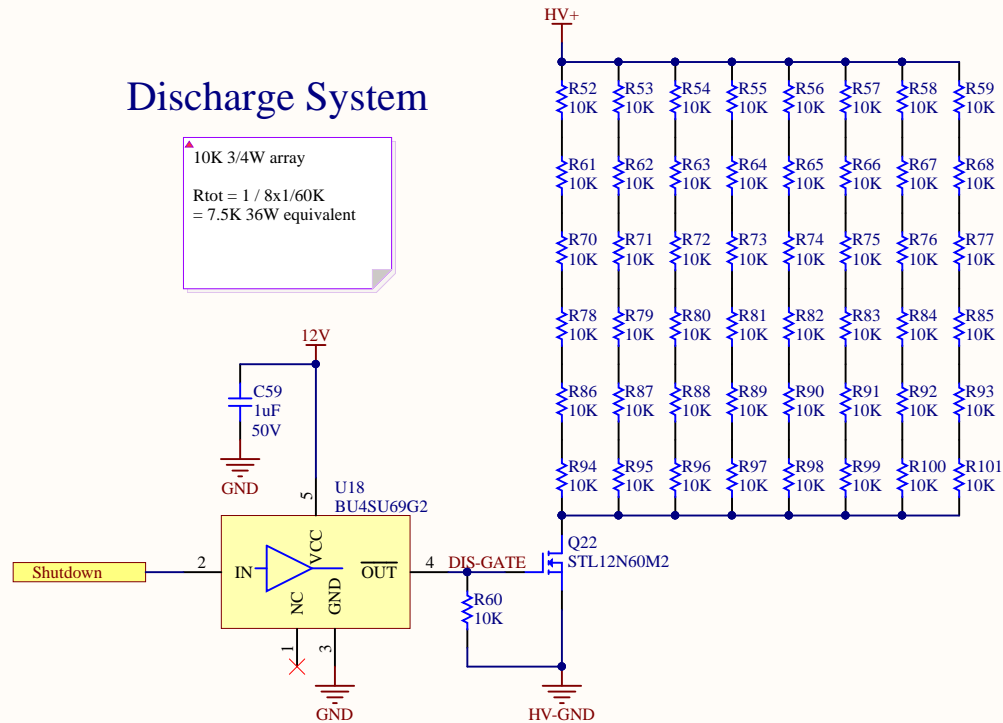 HV+
Discharge System
10K 3/4W array
Rtot = 1 / 8x1/60K
= 7.5K 36W equivalent
R52 R53 R54 R55 R56 R57 R58 R59
10K 10K 10K 10K 10K 10K 10K 10K
R61 R62 R63 R64 R65 R66 R67 R68
10K 10K 10K 10K 10K 10K 10K 10K
R70 R71 R72 R73 R74 R75 R76 R77
10K 10K 10K 10K 10K 10K 10K 10K
R78 R79 R80 R81 R82 R83 R84 R85
10K 10K 10K 10K 10K 10K 10K 10K
R86 R87 R88 R89 R90 R91 R92 R93
10K 10K 10K 10K 10K 10K 10K 10K
R94 R95 R96 R97 R98 R99 R100 R101
10K 10K 10K 10K 10K 10K 10K 10K
12V
C59
1uF
50V
GND
U18
BU4SU69G2
5
VCC
Shutdown
2
IN
OUT
4
DIS-GATE
NC
GND
1
3
GND
R60
10K
Q22
STL12N60M2
HV-GND